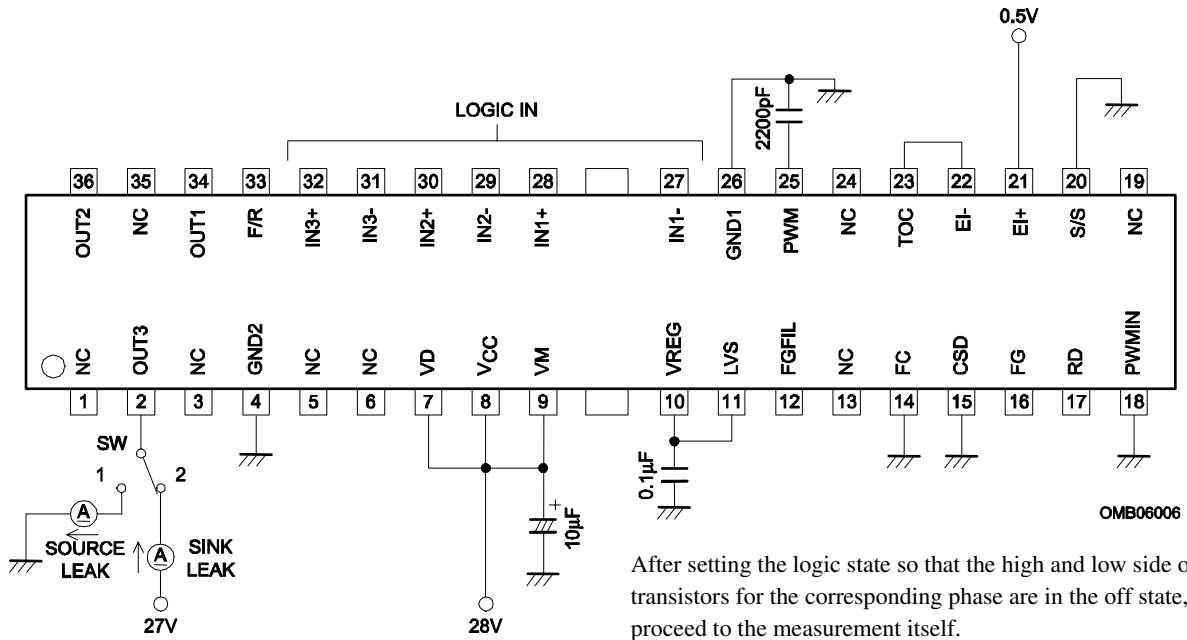 0.5V
2200pF
LOGIC IN
36 35 34 33 32 31 30 29 28 27 26 25 24 23 22 21 20 19
OUT2 NC OUT1 F/R IN3+ IN3- IN2+ IN2- IN1+ IN1- GND1 PWM NC TOC EI- EI+ S/S NC
NC OUT3 NC GND2 NC NC VD VCC VM VREG LVS FGFIL NC FC CSD FG RD PWMIN
1 2 3 4 5 6 7 8 9 10 11 12 13 14 15 16 17 18
SW
1 2
A
SOURCE
LEAK
A
SINK
LEAK
27V
28V
+
10µF
0.1µF
OMB06006
After setting the logic state so that the high and low side o
transistors for the corresponding phase are in the off state,
proceed to the measurement itself.